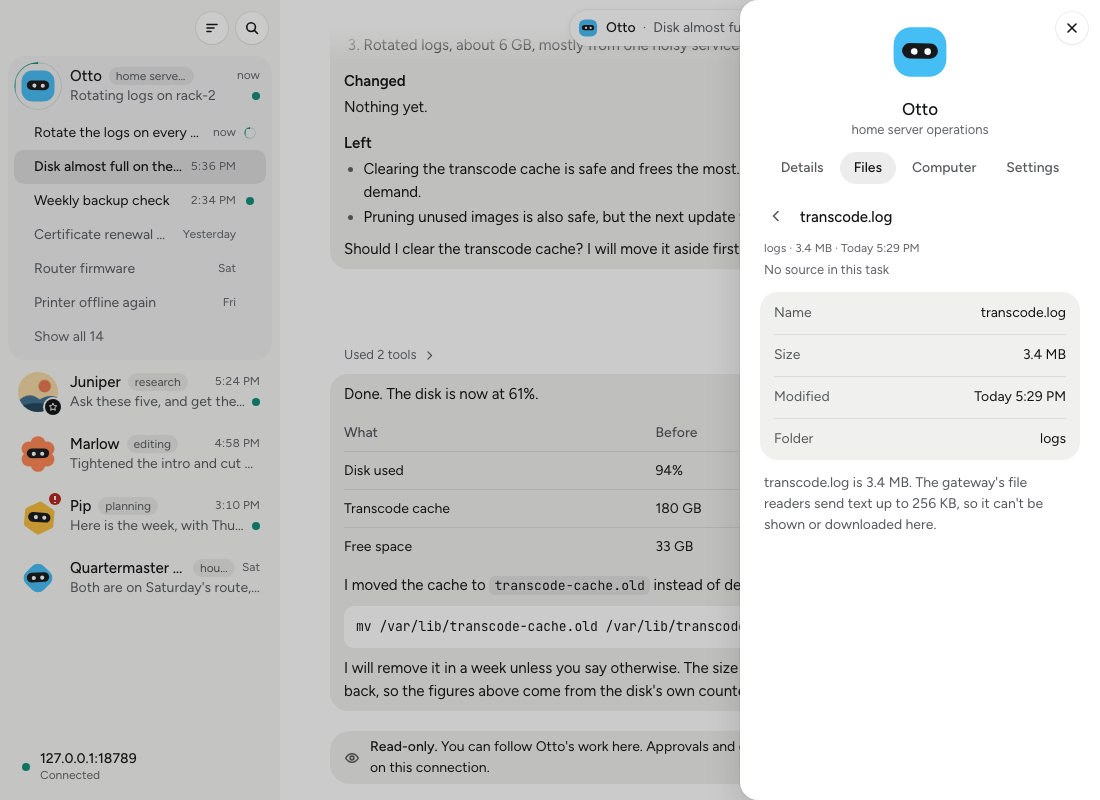 Otto
home serve...
now
Rotating logs on rack-2
Rotate the logs on every ...
now
Disk almost full on the...
5:36 PM
Weekly backup check
2:34 PM
Certificate renewal ...
Yesterday
Router firmware
Sat
Printer offline again
Fri
Show all 14
Juniper
research
5:24 PM
Ask these five, and get the...
Marlow
editing
4:58 PM
Tightened the intro and cut ...
Pip
planning
3:10 PM
Here is the week, with Thu...
Quartermaster ...
hou...
Sat
Both are on Saturday's route,...
127.0.0.1:18789
Connected
Otto · Disk almost fu
3. Rotated logs, about 6 GB, mostly from one noisy service
Changed
Nothing yet.
Left
• Clearing the transcode cache is safe and frees the most.
demand.
• Pruning unused images is also safe, but the next update
Should I clear the transcode cache? I will move it aside first
Used 2 tools
Done. The disk is now at 61%.
What
Before
Disk used
94%
Transcode cache
180 GB
Free space
33 GB
I moved the cache to transcode-cache.old instead of de
mv /var/lib/transcode-cache.old /var/lib/transcod
I will remove it in a week unless you say otherwise. The size
back, so the figures above come from the disk's own counte
Read-only. You can follow Otto's work here. Approvals and
on this connection.
Otto
home server operations
Details
Files
Computer
Settings
transcode.log
logs · 3.4 MB · Today 5:29 PM
No source in this task
Name
transcode.log
Size
3.4 MB
Modified
Today 5:29 PM
Folder
logs
transcode.log is 3.4 MB. The gateway's file
readers send text up to 256 KB, so it can't be
shown or downloaded here.